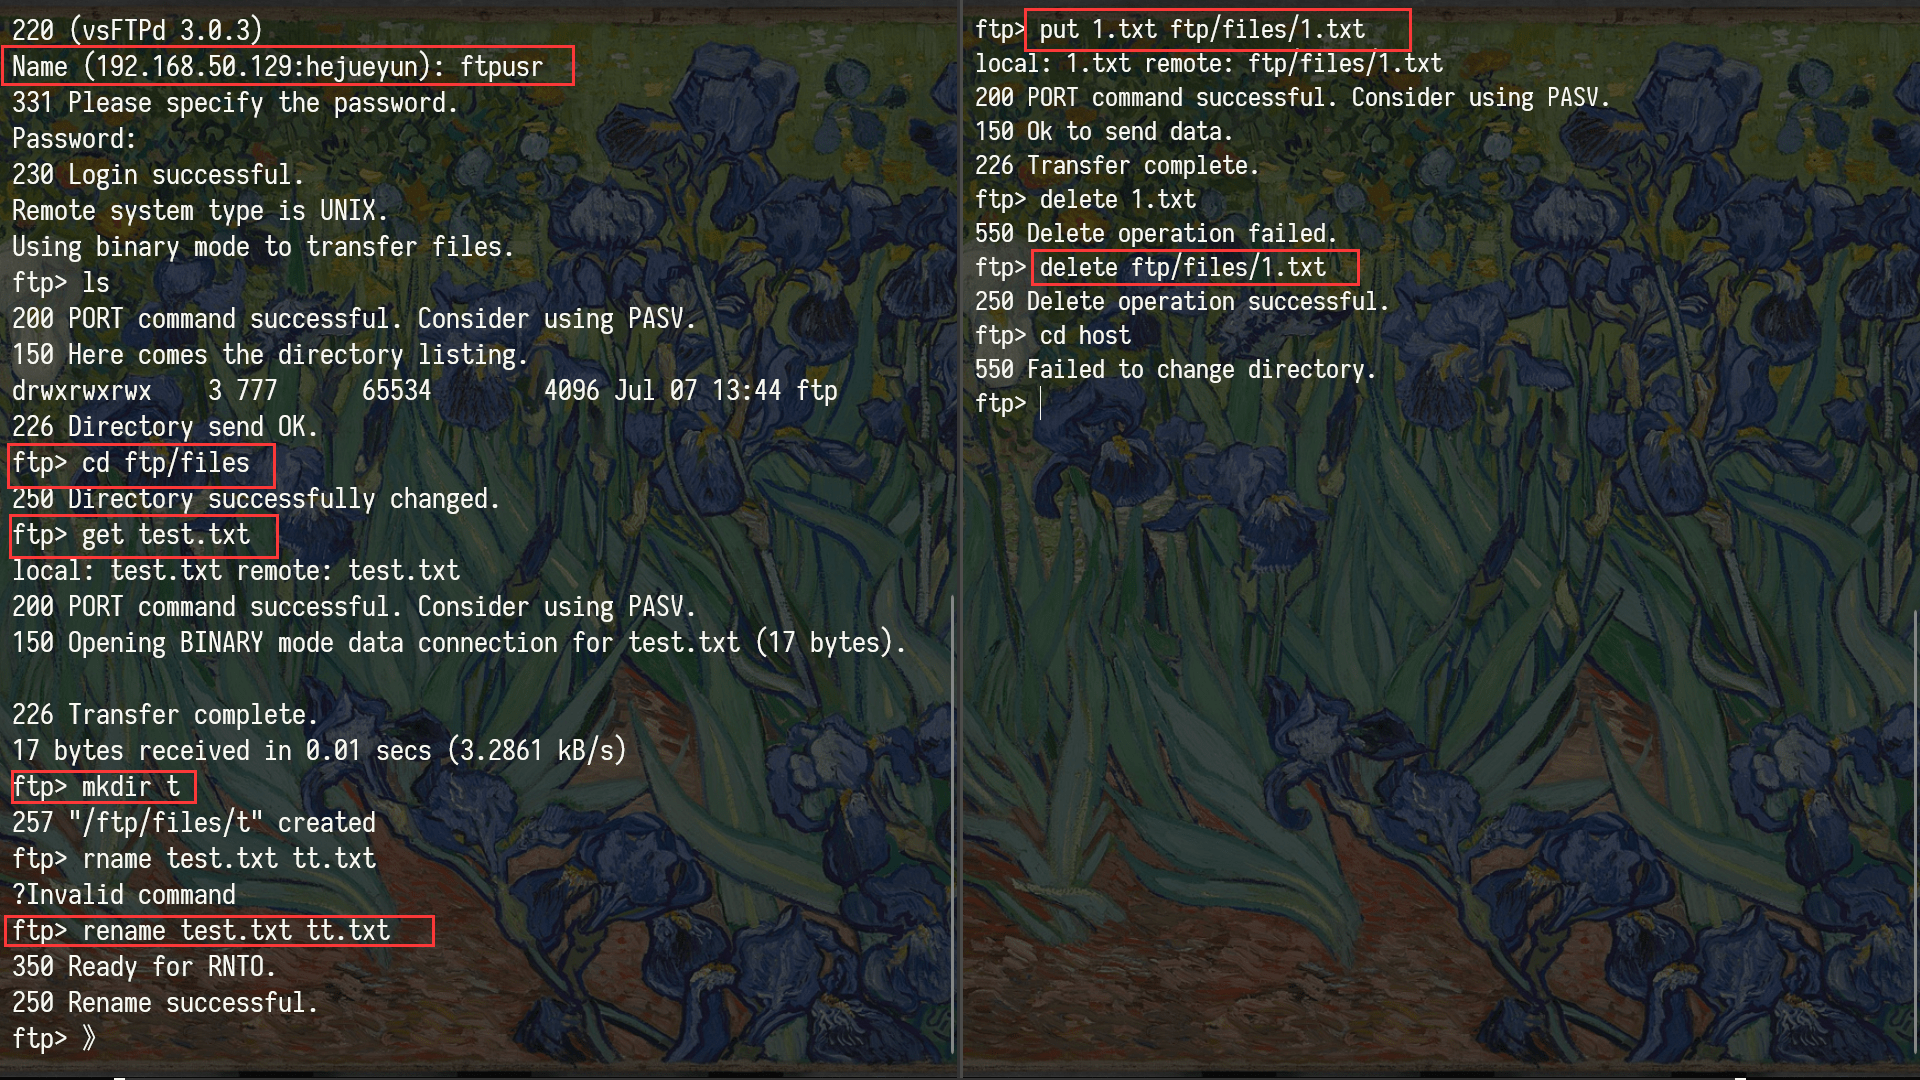 220 (vsFTPd 3.0.3)
Name (192.168.50.129:hejueyun): ftpusr
331 Please specify the password.
Password:
230 Login successful.
Remote system type is UNIX.
Using binary mode to transfer files.
ftp> ls
200 PORT command successful. Consider using PASV.
150 Here comes the directory listing.
drwxrwxrwx    3 777      65534        4096 Jul 07 13:44 ftp
226 Directory send OK.
ftp> cd ftp/files
250 Directory successfully changed.
ftp> get test.txt
local: test.txt remote: test.txt
200 PORT command successful. Consider using PASV.
150 Opening BINARY mode data connection for test.txt (17 bytes).
226 Transfer complete.
17 bytes received in 0.01 secs (3.2861 kB/s)
ftp> mkdir t
257 "/ftp/files/t" created
ftp> rname test.txt tt.txt
?Invalid command
ftp> rename test.txt tt.txt
350 Ready for RNTO.
250 Rename successful.
ftp> 》
ftp> put 1.txt ftp/files/1.txt
local: 1.txt remote: ftp/files/1.txt
200 PORT command successful. Consider using PASV.
150 Ok to send data.
226 Transfer complete.
ftp> delete 1.txt
550 Delete operation failed.
ftp> delete ftp/files/1.txt
250 Delete operation successful.
ftp> cd host
550 Failed to change directory.
ftp>